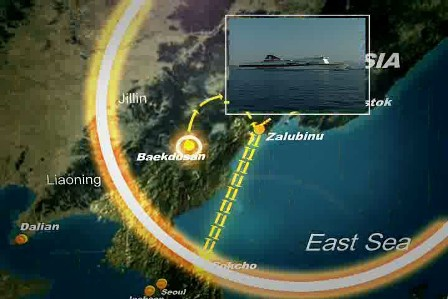 SIA
stok
Jillin
Zalubinu
Baekdusan
Liaoning
Dalian
East Sea
Sokcho
Seoul